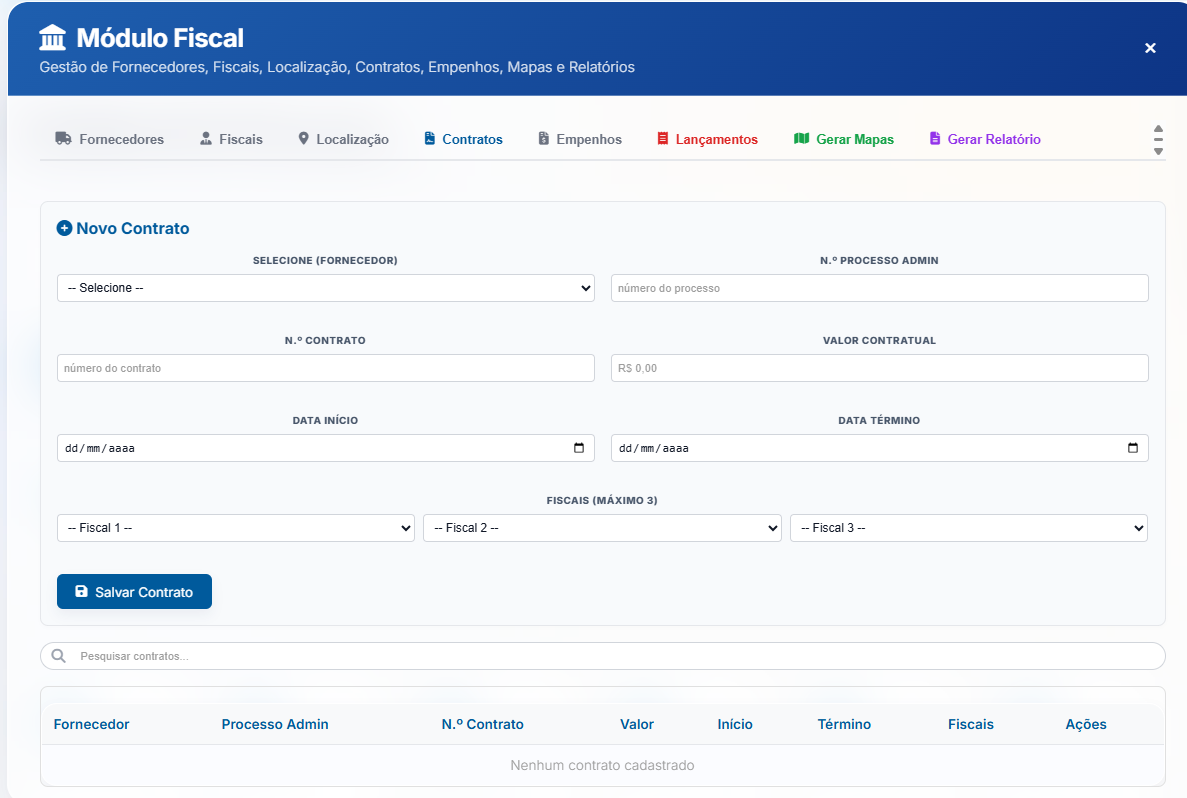 Módulo Fiscal
Gestão de Fornecedores, Fiscais, Localização, Contratos, Empenhos, Mapas e Relatórios
Fornecedores Fiscais Localização Contratos Empenhos Lançamentos Gerar Mapas Gerar Relatório
Novo Contrato
SELECIONE (FORNECEDOR) N.º PROCESSO ADMIN
-- Selecione -- número do processo
N.º CONTRATO VALOR CONTRATUAL
número do contrato R$ 0,00
DATA INÍCIO DATA TÉRMINO
dd/mm/aaaa dd/mm/aaaa
FISCAIS (MÁXIMO 3)
-- Fiscal 1 -- -- Fiscal 2 -- -- Fiscal 3 --
Salvar Contrato
Pesquisar contratos...
Fornecedor Processo Admin N.º Contrato Valor Início Término Fiscais Ações
Nenhum contrato cadastrado